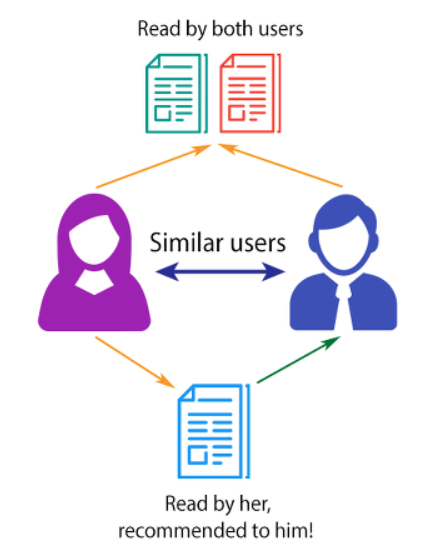 Read by both users
Similar users
Read by her,
recommended to him!